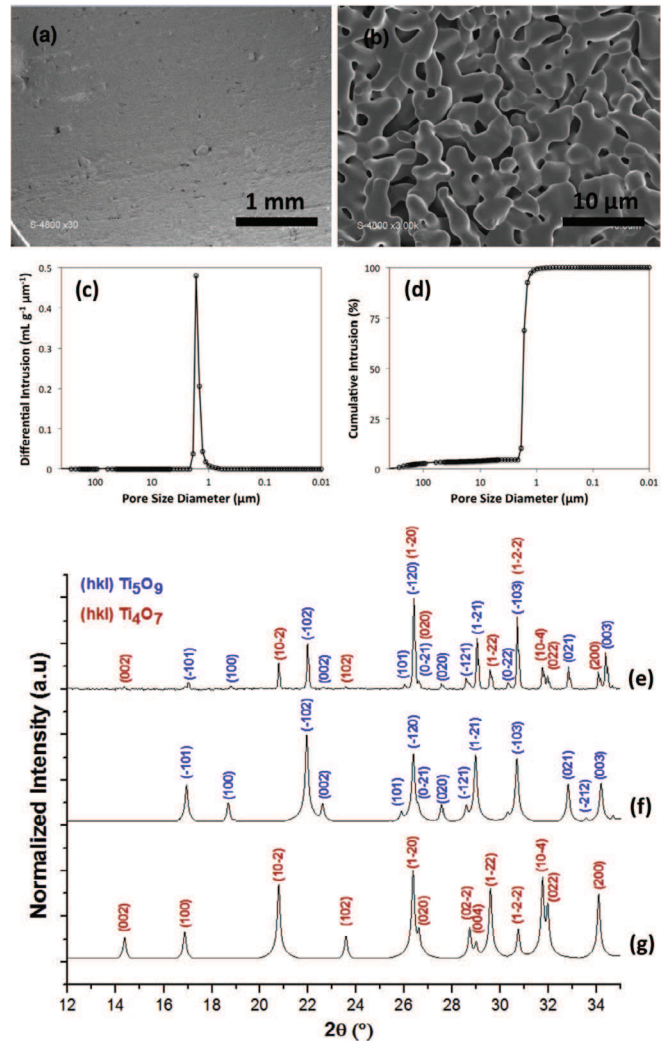 (a)
1 mm
S-4800 x30
(b)
10 µm
(c)
Differential Intrusion (mL g⁻¹ µm⁻¹)
0.5
0.4
0.3
0.2
0.1
0
100 10 1 0.1 0.01
Pore Size Diameter (µm)
(d)
Cumulative Intrusion (%)
100
75
50
25
0
100 10 1 0.1 0.01
Pore Size Diameter (µm)
Normalized Intensity (a.u)
(hkl) Ti₅O₉
(hkl) Ti₄O₇
(002)
(-101)
(100)
(10-2)
(-102)
(002)
(102)
(101)
(-120)
(1-20)
(0-21)
(020)
(020)
(-121)
(1-21)
(1-22)
(0-22)
(-103)
(1-2-2)
(10-4)
(022)
(021)
(200)
(003)
(e)
(-101)
(100)
(-102)
(002)
(101)
(-120)
(0-21)
(020)
(-121)
(1-21)
(-103)
(021)
(-212)
(003)
(f)
(002)
(100)
(10-2)
(102)
(1-20)
(020)
(02-2)
(004)
(1-22)
(1-2-2)
(10-4)
(022)
(200)
(g)
12 14 16 18 20 22 24 26 28 30 32 34
2θ (°)